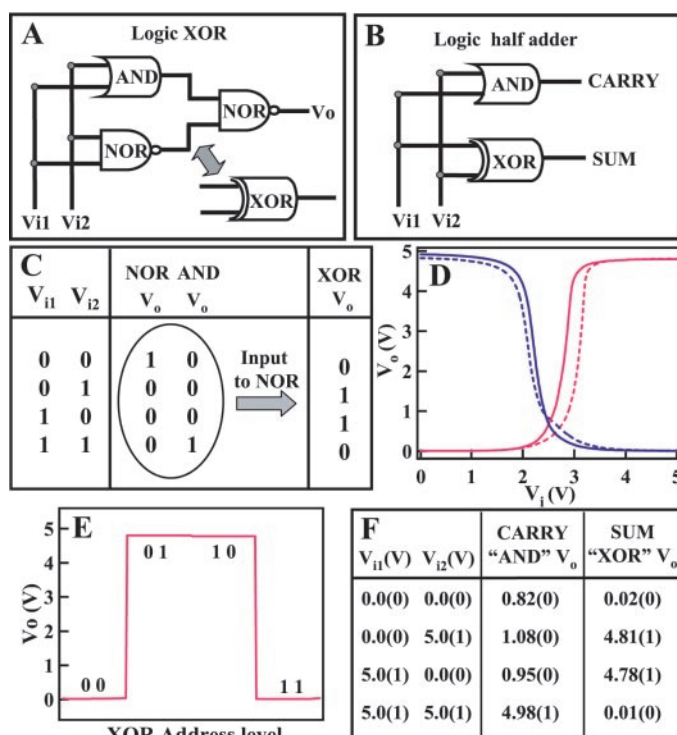 A Logic XOR
AND
NOR
Vo
NOR
XOR
Vi1 Vi2
B
Logic half adder
AND
CARRY
XOR
SUM
Vi1 Vi2
C
NOR AND XOR
Vi1 Vi2 Vo Vo Vo
0 0 1 0 0
0 1 0 0 1
1 0 0 0 1
1 1 0 1 0
Input
to NOR
D
Vo(V)
5
4
3
2
1
0
0 1 2 3 4 5
Vi(V)
E
Vo (V)
5
4
3
2
1
0
0 1 1 0
0 0 1 1
XOR Address level
F CARRY SUM
Vi1(V) Vi2(V) “AND” Vo “XOR” Vo
0.0(0) 0.0(0) 0.82(0) 0.02(0)
0.0(0) 5.0(1) 1.08(0) 4.81(1)
5.0(1) 0.0(0) 0.95(0) 4.78(1)
5.0(1) 5.0(1) 4.98(1) 0.01(0)